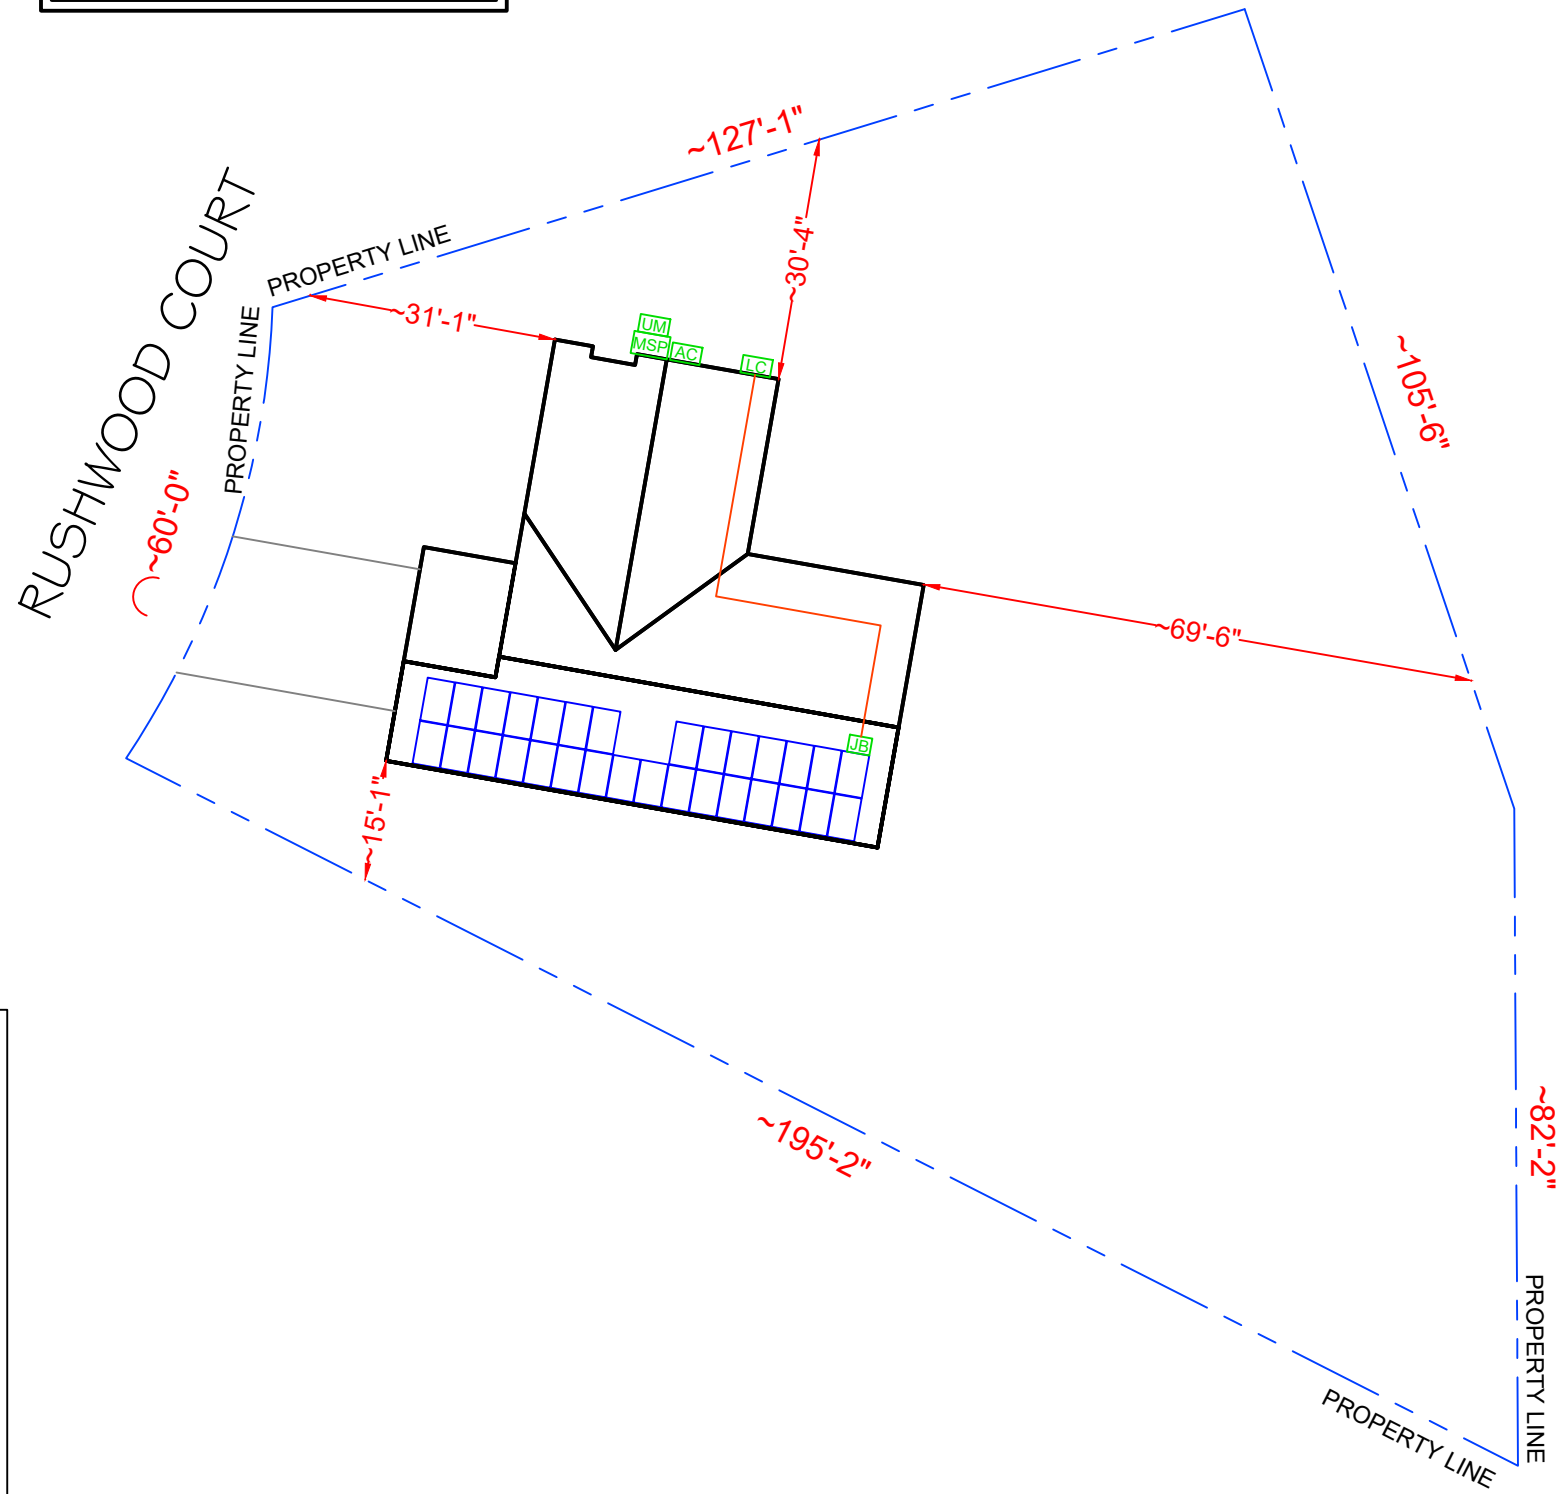 ~127'-1"
RUSHWOOD COURT
PROPERTY LINE
~30'-4"
~31'-1"
UM
MSP
AC
LC
PROPERTY LINE
~105'-6"
~60'-0"
~69'-6"
JB
~15'-1"
~195'-2"
~82'-2"
PROPERTY LINE
PROPERTY LINE